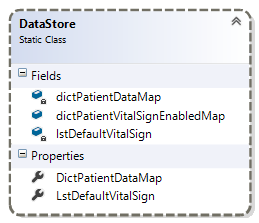 DataStore
Static Class
Fields
dictPatientDataMap
dictPatientVitalSignEnabledMap
lstDefaultVitalSign
Properties
DictPatientDataMap
LstDefaultVitalSign